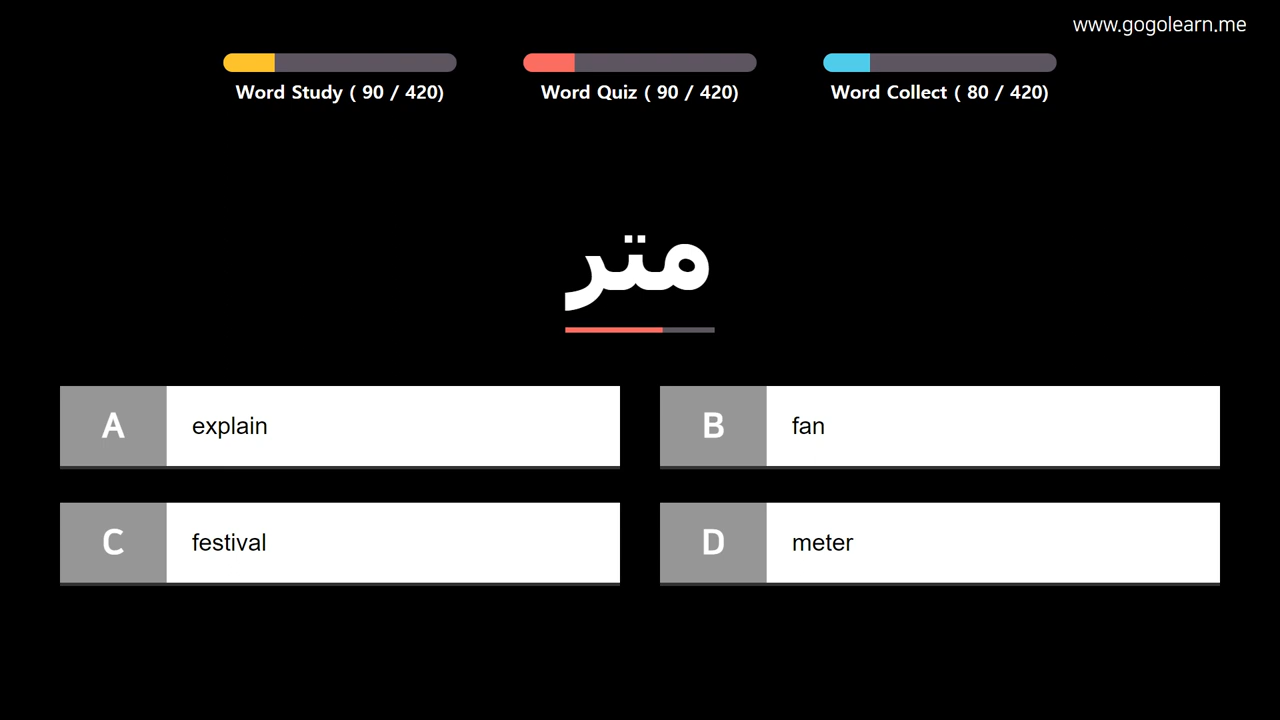 www.gogolearn.me
Word Study ( 90 / 420)
Word Quiz ( 90 / 420)
Word Collect ( 80 / 420)
متر
A explain
B fan
C festival
D meter